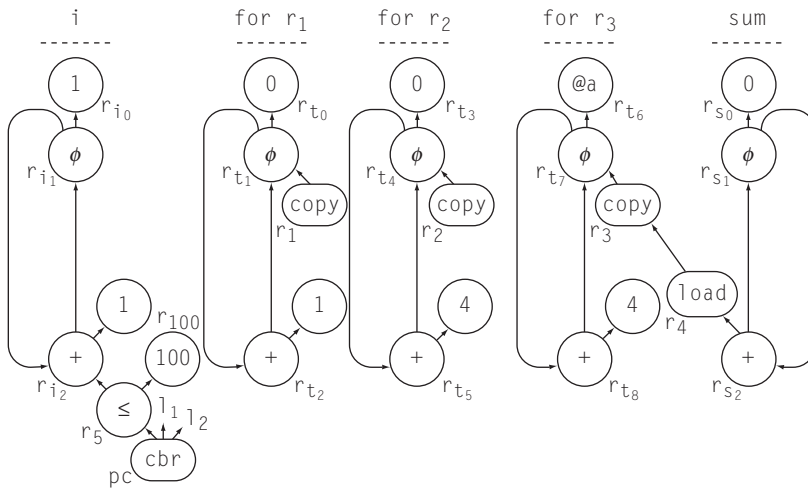 i for r₁ for r₂ for r₃ sum
1 0 0 @a 0
rᵢ₀ rₜ₀ rₜ₃ rₜ₆ rₛ₀
ϕ ϕ ϕ ϕ ϕ
rᵢ₁ rₜ₁ rₜ₄ rₜ₇ rₛ₁
copy copy copy
r₁ r₂ r₃
load
1 1 4 4 r₄
r₁₀₀
+ 100 + + + +
rᵢ₂ rₜ₂ rₜ₅ rₜ₈ rₛ₂
≤ l₁ l₂
r₅
cbr
pc